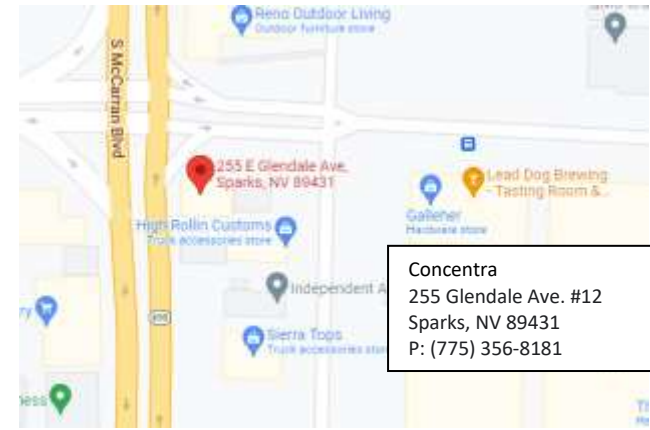 Reno Outdoor Living
Outdoor furniture store
S McCarran Blvd
255 E Glendale Ave,
Sparks, NV 89431
Lead Dog Brewing
- Tasting Room &...
Galleher
Hardware store
High Rollin Customs
Truck accessories store
Concentra
255 Glendale Ave. #12
Sparks, NV 89431
P: (775) 356-8181
Independent A
Sierra Tops
Truck accessories store